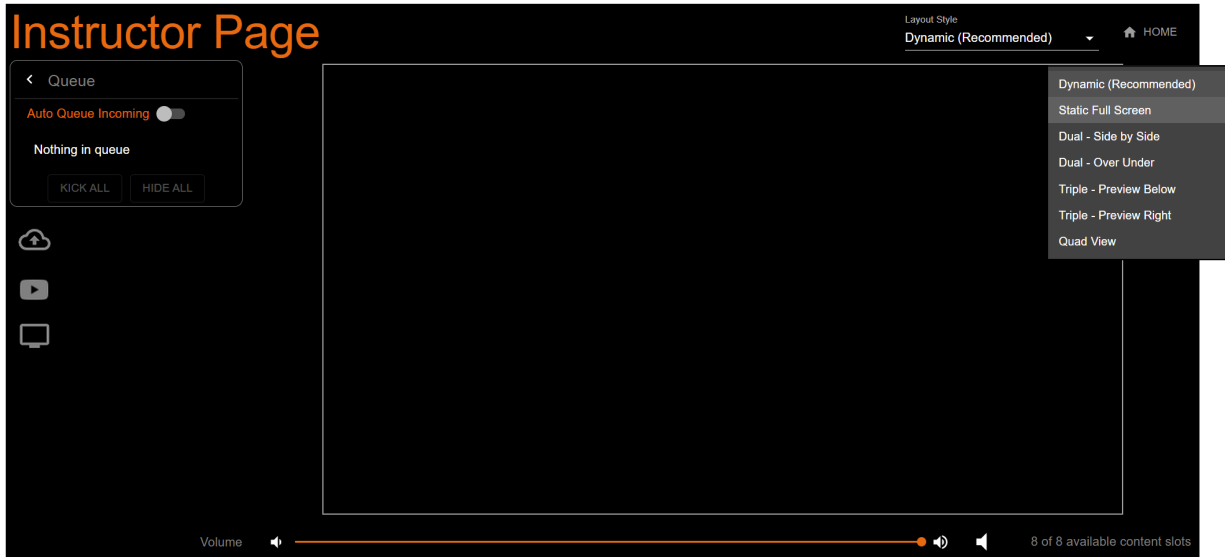 Instructor Page
Layout Style
Dynamic (Recommended)
HOME
Queue
Auto Queue Incoming
Nothing in queue
KICK ALL HIDE ALL
Dynamic (Recommended)
Static Full Screen
Dual - Side by Side
Dual - Over Under
Triple - Preview Below
Triple - Preview Right
Quad View
Volume
8 of 8 available content slots